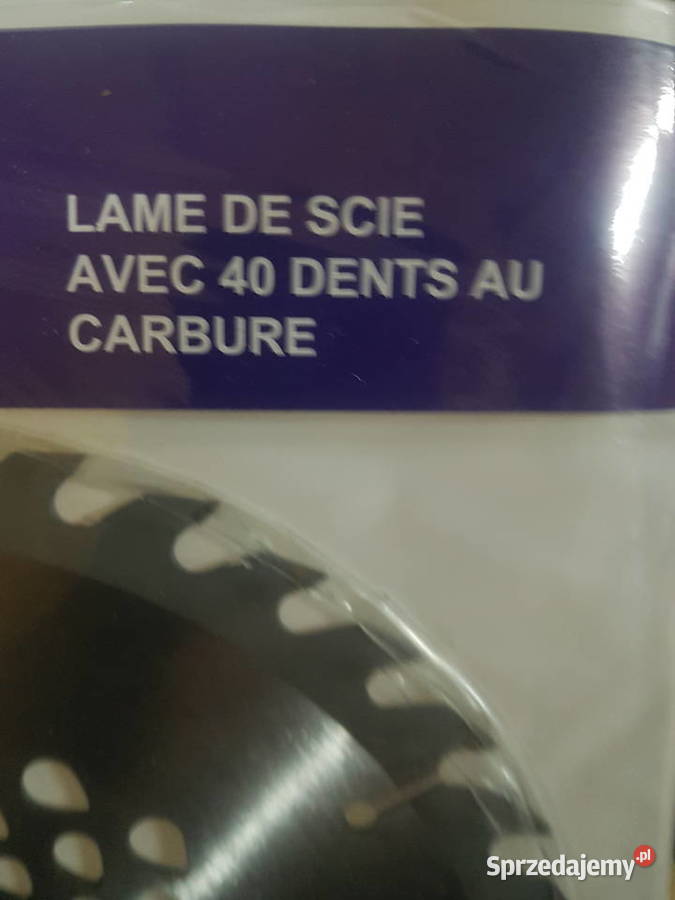 LAME DE SCIE
AVEC 40 DENTS AU
CARBURE
Sprzedajemy.pl